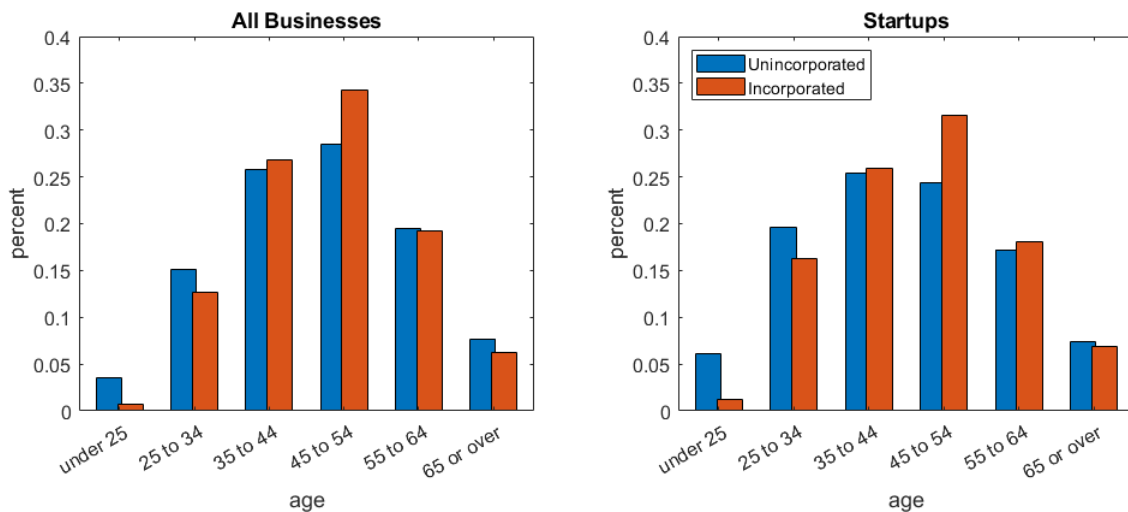 All Businesses
0.4
0.35
0.3
0.25
0.2
0.15
0.1
0.05
0
percent
under 25
25 to 34
35 to 44
45 to 54
55 to 64
65 or over
age
Startups
Unincorporated
Incorporated
0.4
0.35
0.3
0.25
0.2
0.15
0.1
0.05
0
percent
under 25
25 to 34
35 to 44
45 to 54
55 to 64
65 or over
age